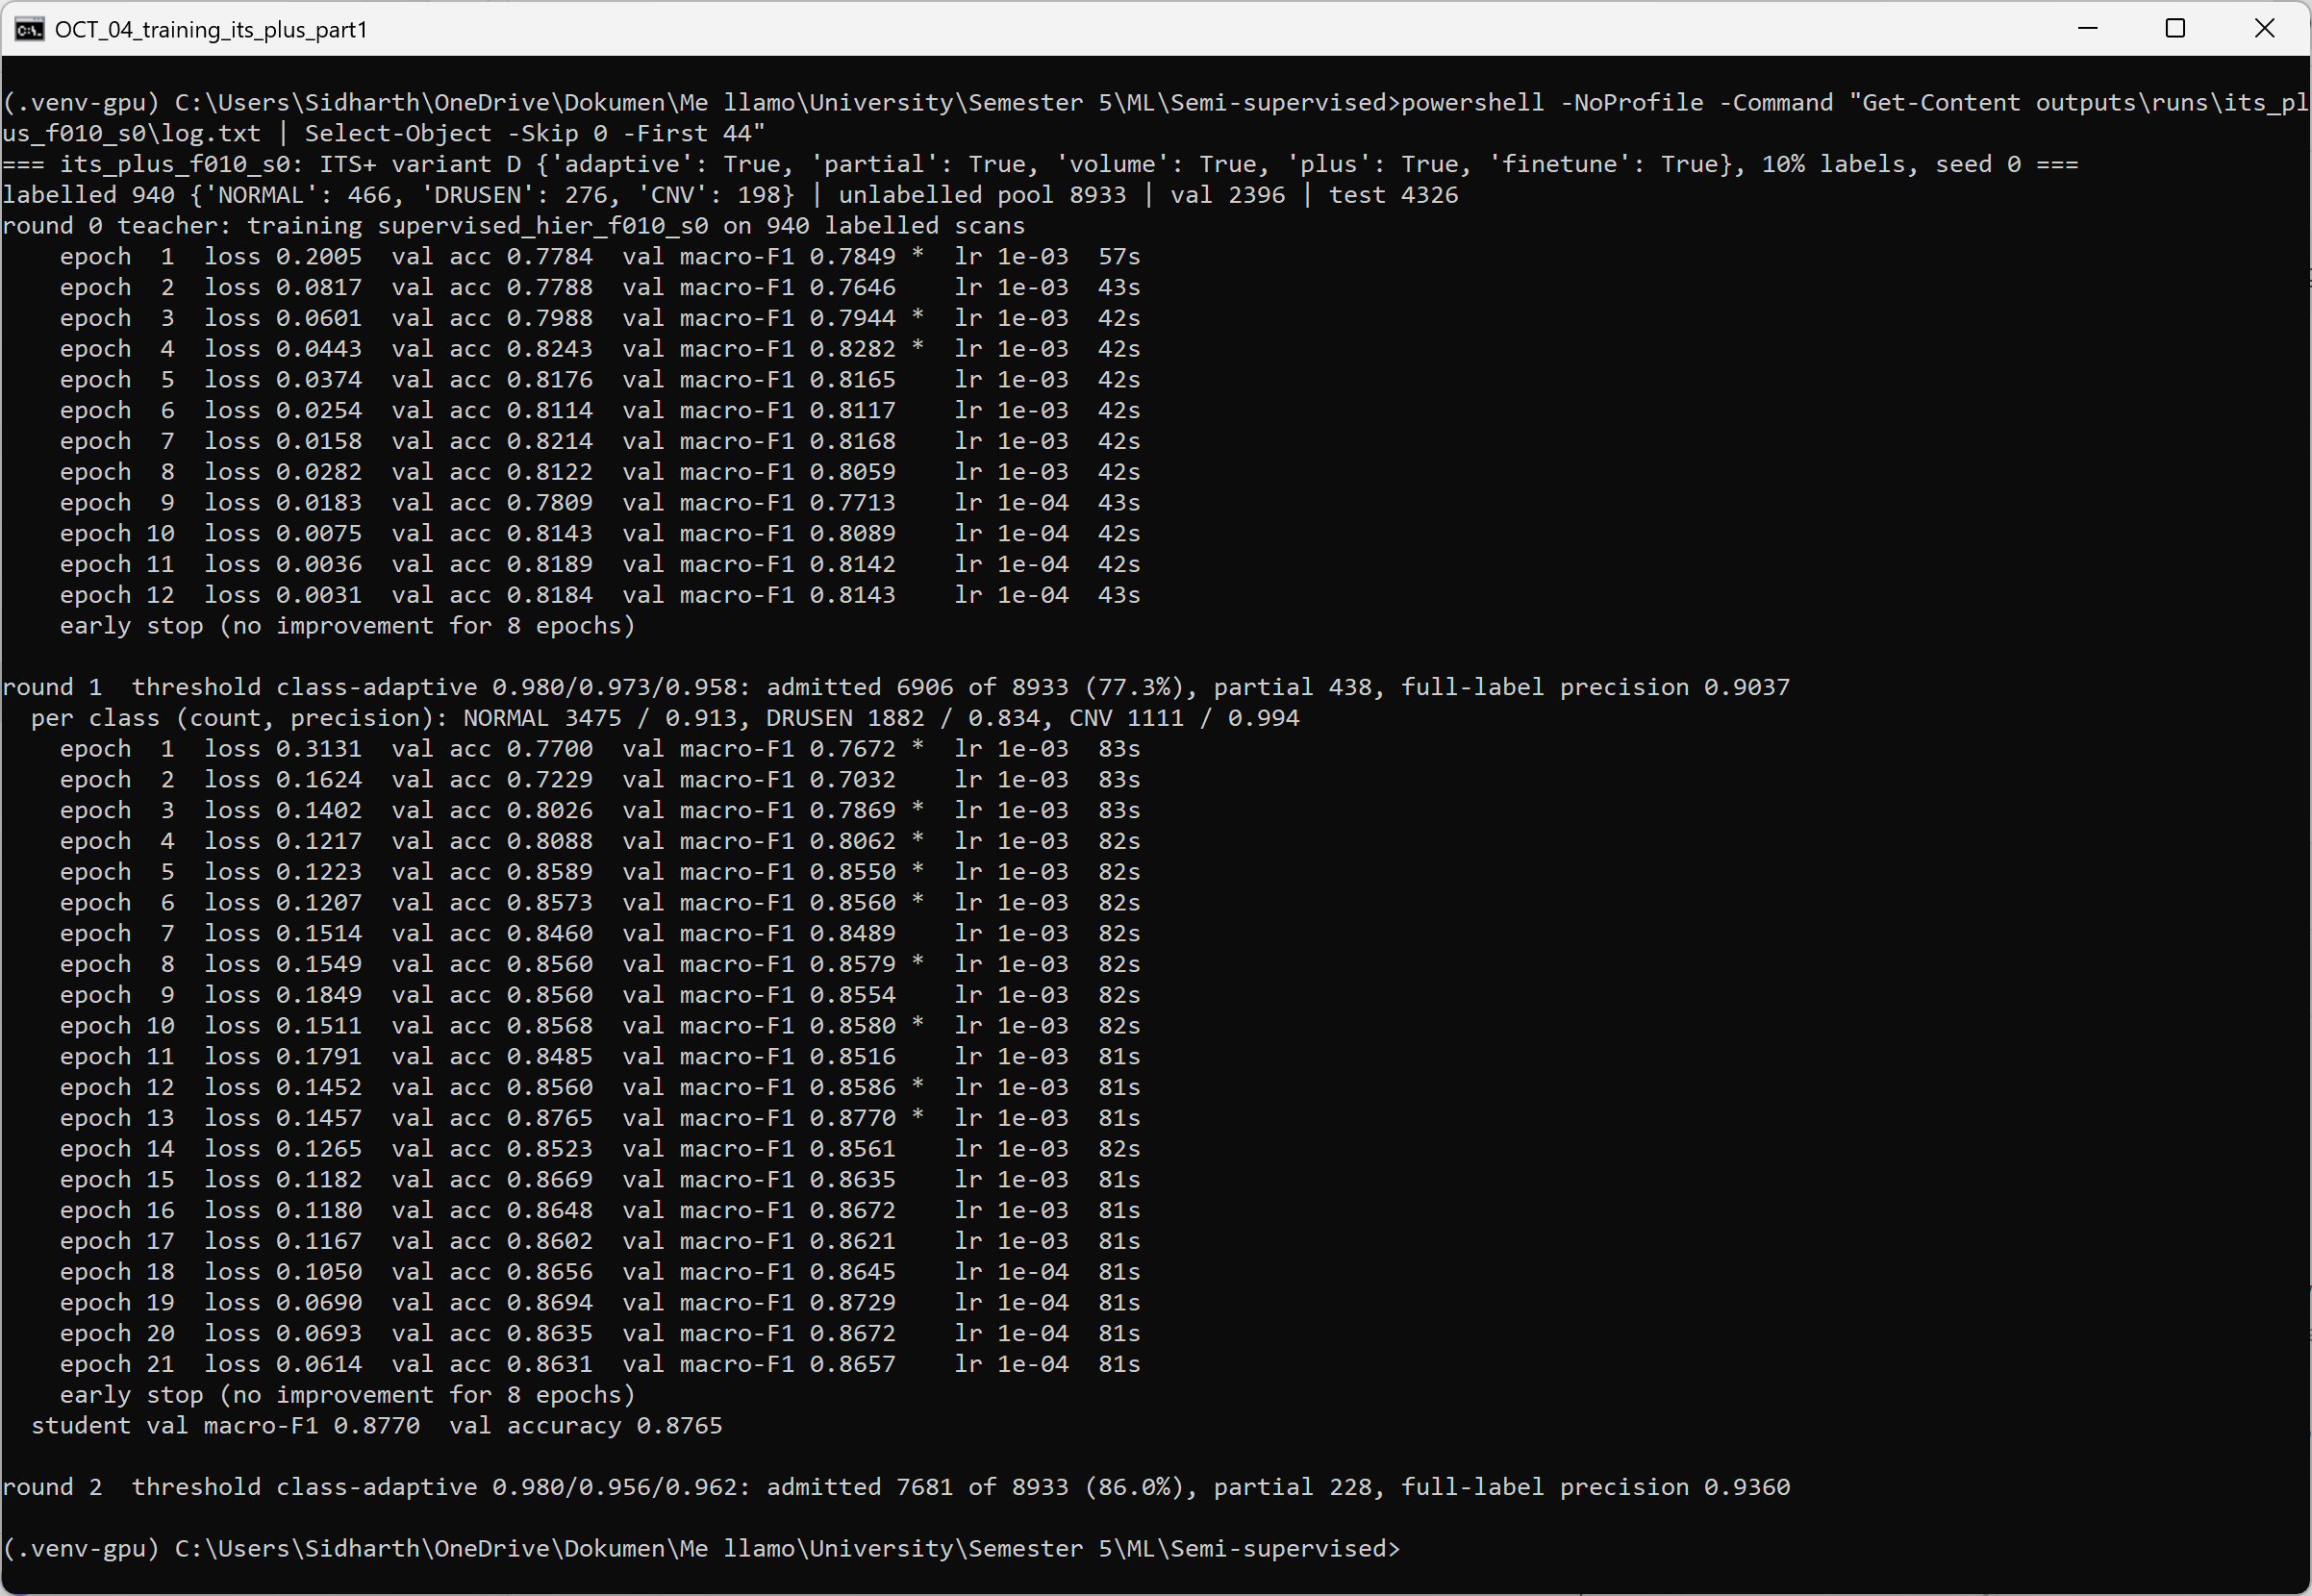 OCT_04_training_its_plus_part1
(.venv-gpu) C:\Users\Sidharth\OneDrive\Dokumen\Me llamo\University\Semester 5\ML\Semi-supervised>powershell -NoProfile -Command "Get-Content outputs\runs\its_pl
us_f010_s0\log.txt | Select-Object -Skip 0 -First 44"
=== its_plus_f010_s0: ITS+ variant D {'adaptive': True, 'partial': True, 'volume': True, 'plus': True, 'finetune': True}, 10% labels, seed 0 ===
labelled 940 {'NORMAL': 466, 'DRUSEN': 276, 'CNV': 198} | unlabelled pool 8933 | val 2396 | test 4326
round 0 teacher: training supervised_hier_f010_s0 on 940 labelled scans
    epoch  1  loss 0.2005  val acc 0.7784  val macro-F1 0.7849 *  lr 1e-03  57s
    epoch  2  loss 0.0817  val acc 0.7788  val macro-F1 0.7646    lr 1e-03  43s
    epoch  3  loss 0.0601  val acc 0.7988  val macro-F1 0.7944 *  lr 1e-03  42s
    epoch  4  loss 0.0443  val acc 0.8243  val macro-F1 0.8282 *  lr 1e-03  42s
    epoch  5  loss 0.0374  val acc 0.8176  val macro-F1 0.8165    lr 1e-03  42s
    epoch  6  loss 0.0254  val acc 0.8114  val macro-F1 0.8117    lr 1e-03  42s
    epoch  7  loss 0.0158  val acc 0.8214  val macro-F1 0.8168    lr 1e-03  42s
    epoch  8  loss 0.0282  val acc 0.8122  val macro-F1 0.8059    lr 1e-03  42s
    epoch  9  loss 0.0183  val acc 0.7809  val macro-F1 0.7713    lr 1e-04  43s
    epoch 10  loss 0.0075  val acc 0.8143  val macro-F1 0.8089    lr 1e-04  42s
    epoch 11  loss 0.0036  val acc 0.8189  val macro-F1 0.8142    lr 1e-04  42s
    epoch 12  loss 0.0031  val acc 0.8184  val macro-F1 0.8143    lr 1e-04  43s
    early stop (no improvement for 8 epochs)
round 1  threshold class-adaptive 0.980/0.973/0.958: admitted 6906 of 8933 (77.3%), partial 438, full-label precision 0.9037
  per class (count, precision): NORMAL 3475 / 0.913, DRUSEN 1882 / 0.834, CNV 1111 / 0.994
    epoch  1  loss 0.3131  val acc 0.7700  val macro-F1 0.7672 *  lr 1e-03  83s
    epoch  2  loss 0.1624  val acc 0.7229  val macro-F1 0.7032    lr 1e-03  83s
    epoch  3  loss 0.1402  val acc 0.8026  val macro-F1 0.7869 *  lr 1e-03  83s
    epoch  4  loss 0.1217  val acc 0.8088  val macro-F1 0.8062 *  lr 1e-03  82s
    epoch  5  loss 0.1223  val acc 0.8589  val macro-F1 0.8550 *  lr 1e-03  82s
    epoch  6  loss 0.1207  val acc 0.8573  val macro-F1 0.8560 *  lr 1e-03  82s
    epoch  7  loss 0.1514  val acc 0.8460  val macro-F1 0.8489    lr 1e-03  82s
    epoch  8  loss 0.1549  val acc 0.8560  val macro-F1 0.8579 *  lr 1e-03  82s
    epoch  9  loss 0.1849  val acc 0.8560  val macro-F1 0.8554    lr 1e-03  82s
    epoch 10  loss 0.1511  val acc 0.8568  val macro-F1 0.8580 *  lr 1e-03  82s
    epoch 11  loss 0.1791  val acc 0.8485  val macro-F1 0.8516    lr 1e-03  81s
    epoch 12  loss 0.1452  val acc 0.8560  val macro-F1 0.8586 *  lr 1e-03  81s
    epoch 13  loss 0.1457  val acc 0.8765  val macro-F1 0.8770 *  lr 1e-03  81s
    epoch 14  loss 0.1265  val acc 0.8523  val macro-F1 0.8561    lr 1e-03  82s
    epoch 15  loss 0.1182  val acc 0.8669  val macro-F1 0.8635    lr 1e-03  81s
    epoch 16  loss 0.1180  val acc 0.8648  val macro-F1 0.8672    lr 1e-03  81s
    epoch 17  loss 0.1167  val acc 0.8602  val macro-F1 0.8621    lr 1e-03  81s
    epoch 18  loss 0.1050  val acc 0.8656  val macro-F1 0.8645    lr 1e-04  81s
    epoch 19  loss 0.0690  val acc 0.8694  val macro-F1 0.8729    lr 1e-04  81s
    epoch 20  loss 0.0693  val acc 0.8635  val macro-F1 0.8672    lr 1e-04  81s
    epoch 21  loss 0.0614  val acc 0.8631  val macro-F1 0.8657    lr 1e-04  81s
    early stop (no improvement for 8 epochs)
  student val macro-F1 0.8770  val accuracy 0.8765
round 2  threshold class-adaptive 0.980/0.956/0.962: admitted 7681 of 8933 (86.0%), partial 228, full-label precision 0.9360
(.venv-gpu) C:\Users\Sidharth\OneDrive\Dokumen\Me llamo\University\Semester 5\ML\Semi-supervised>